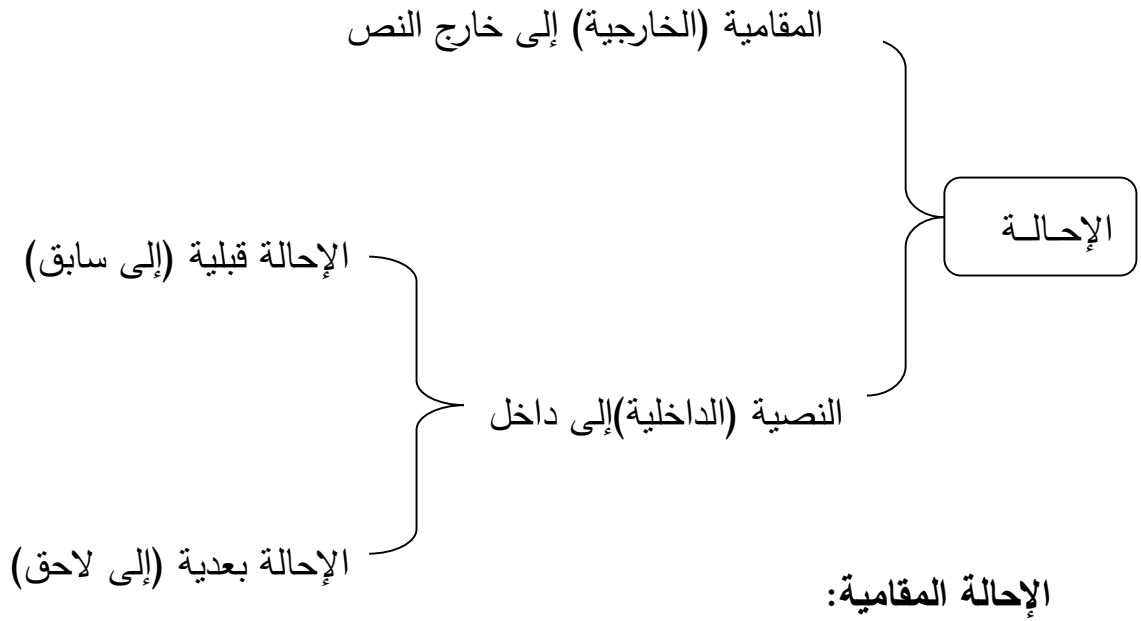 المقامية (الخارجية) إلى خارج النص
الإحـالــة
الإحالة قبلية (إلى سابق)
النصية (الداخلية)إلى داخل
الإحالة بعدية (إلى لاحق)
الإحالة المقامية: